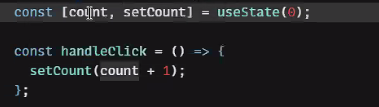 const [count, setCount] = useState(0);
const handleClick = () => {
setCount(count + 1);
};